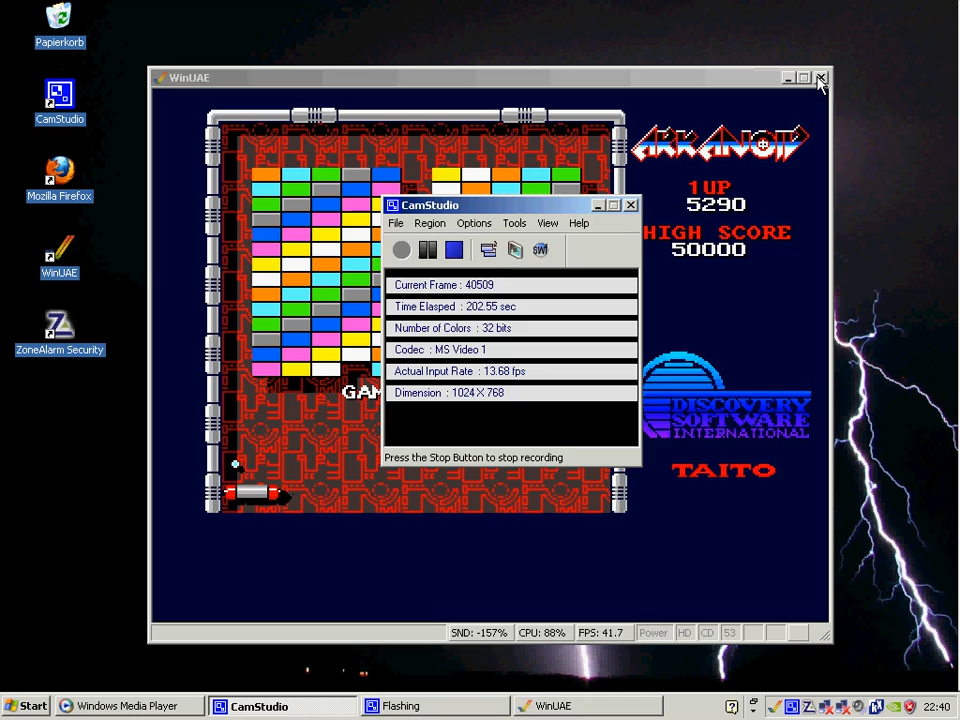 Papierkorb
CamStudio
Mozilla Firefox
WinUAE
ZoneAlarm Security
WinUAE
ARKANOID
1UP
5290
HIGH SCORE
50000
CamStudio
File Region Options Tools View Help
SWF
Current Frame : 40509
Time Elasped : 202.55 sec
Number of Colors : 32 bits
Codec : MS Video 1
Actual Input Rate : 13.68 fps
Dimension : 1024 X 768
Press the Stop Button to stop recording
GAM
DISCOVERY
SOFTWARE
INTERNATIONAL
TAITO
SND: -157% CPU: 88% FPS: 41.7 Power HD CD 53
Start Windows Media Player CamStudio Flashing WinUAE 22:40